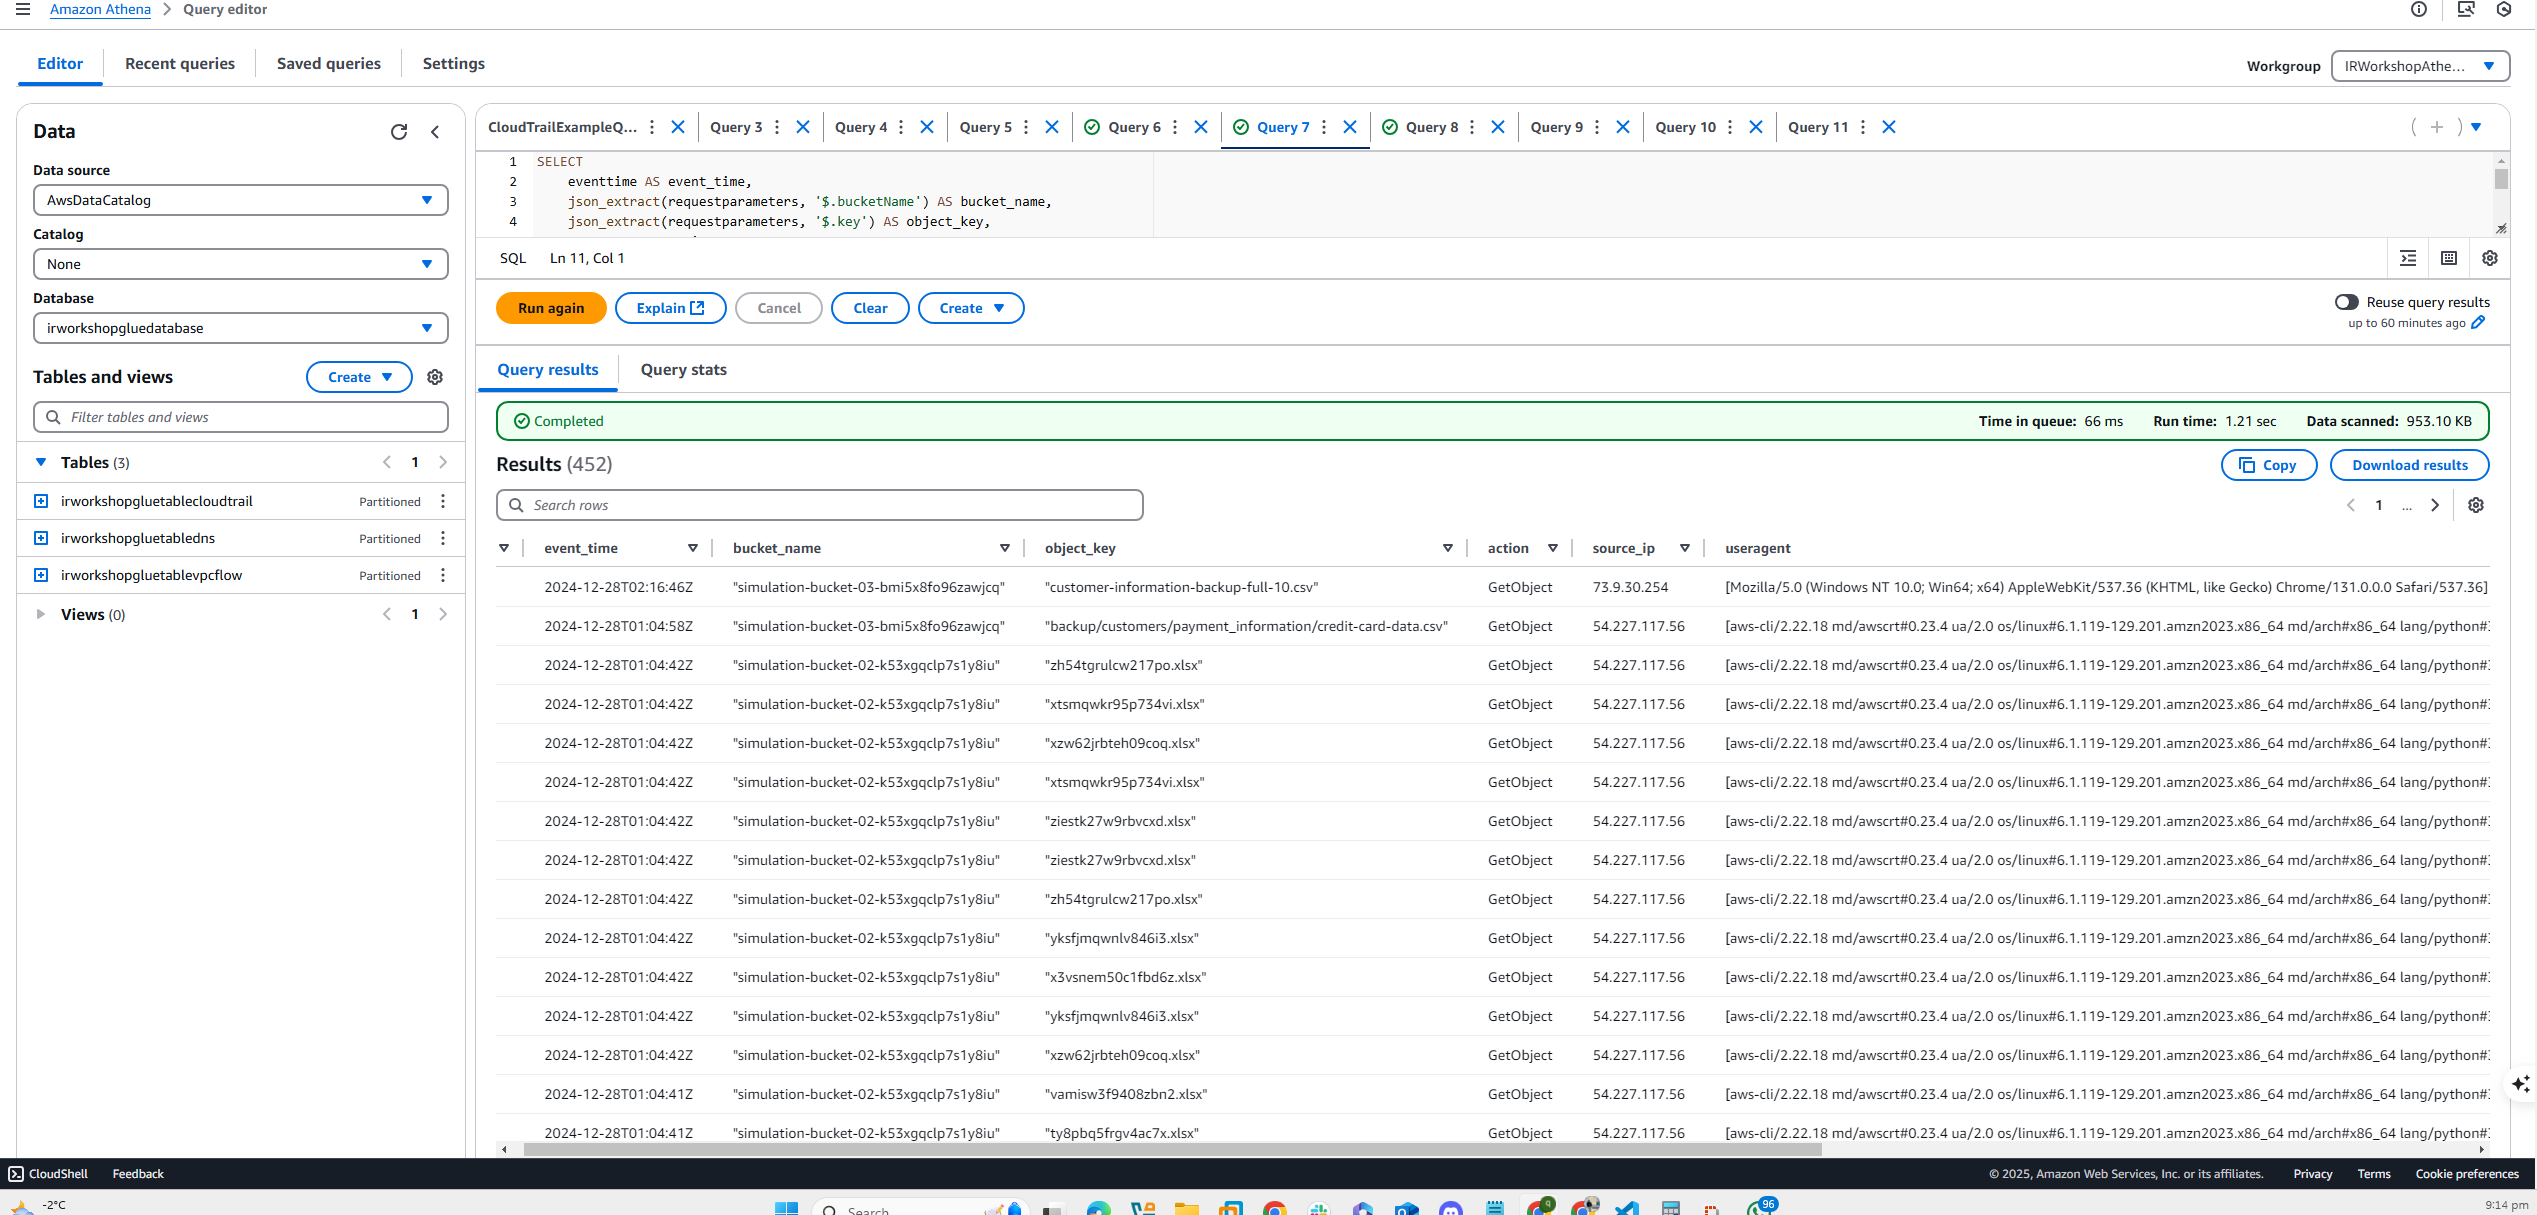 Amazon Athena > Query editor
Editor Recent queries Saved queries Settings
Workgroup IRWorkshopAthe...
Data
Data source
AwsDataCatalog
Catalog
None
Database
irworkshopgluedatabase
Tables and views Create
Filter tables and views
Tables (3) 1
irworkshopgluetablecloudtrail Partitioned
irworkshopgluetabledns Partitioned
irworkshopgluetablevpcflow Partitioned
Views (0) 1
CloudTrailExampleQ... Query 3 Query 4 Query 5 Query 6 Query 7 Query 8 Query 9 Query 10 Query 11
1 SELECT
2 eventtime AS event_time,
3 json_extract(requestparameters, '$.bucketName') AS bucket_name,
4 json_extract(requestparameters, '$.key') AS object_key,
SQL Ln 11, Col 1
Run again Explain Cancel Clear Create
Reuse query results
up to 60 minutes ago
Query results Query stats
Completed Time in queue: 66 ms Run time: 1.21 sec Data scanned: 953.10 KB
Results (452) Copy Download results
Search rows 1 ...
event_time bucket_name object_key action source_ip useragent
2024-12-28T02:16:46Z "simulation-bucket-03-bmi5x8fo96zawjcq" "customer-information-backup-full-10.csv" GetObject 73.9.30.254 [Mozilla/5.0 (Windows NT 10.0; Win64; x64) AppleWebKit/537.36 (KHTML, like Gecko) Chrome/131.0.0.0 Safari/537.36]
2024-12-28T01:04:58Z "simulation-bucket-03-bmi5x8fo96zawjcq" "backup/customers/payment_information/credit-card-data.csv" GetObject 54.227.117.56 [aws-cli/2.22.18 md/awscrt#0.23.4 ua/2.0 os/linux#6.1.119-129.201.amzn2023.x86_64 md/arch#x86_64 lang/python#
2024-12-28T01:04:42Z "simulation-bucket-02-k53xgqclp7s1y8iu" "zh54tgrulcw217po.xlsx" GetObject 54.227.117.56 [aws-cli/2.22.18 md/awscrt#0.23.4 ua/2.0 os/linux#6.1.119-129.201.amzn2023.x86_64 md/arch#x86_64 lang/python#
2024-12-28T01:04:42Z "simulation-bucket-02-k53xgqclp7s1y8iu" "xtsmqwkr95p734vi.xlsx" GetObject 54.227.117.56 [aws-cli/2.22.18 md/awscrt#0.23.4 ua/2.0 os/linux#6.1.119-129.201.amzn2023.x86_64 md/arch#x86_64 lang/python#
2024-12-28T01:04:42Z "simulation-bucket-02-k53xgqclp7s1y8iu" "xzw62jrbteh09coq.xlsx" GetObject 54.227.117.56 [aws-cli/2.22.18 md/awscrt#0.23.4 ua/2.0 os/linux#6.1.119-129.201.amzn2023.x86_64 md/arch#x86_64 lang/python#
2024-12-28T01:04:42Z "simulation-bucket-02-k53xgqclp7s1y8iu" "xtsmqwkr95p734vi.xlsx" GetObject 54.227.117.56 [aws-cli/2.22.18 md/awscrt#0.23.4 ua/2.0 os/linux#6.1.119-129.201.amzn2023.x86_64 md/arch#x86_64 lang/python#
2024-12-28T01:04:42Z "simulation-bucket-02-k53xgqclp7s1y8iu" "ziestk27w9rbvcxd.xlsx" GetObject 54.227.117.56 [aws-cli/2.22.18 md/awscrt#0.23.4 ua/2.0 os/linux#6.1.119-129.201.amzn2023.x86_64 md/arch#x86_64 lang/python#
2024-12-28T01:04:42Z "simulation-bucket-02-k53xgqclp7s1y8iu" "ziestk27w9rbvcxd.xlsx" GetObject 54.227.117.56 [aws-cli/2.22.18 md/awscrt#0.23.4 ua/2.0 os/linux#6.1.119-129.201.amzn2023.x86_64 md/arch#x86_64 lang/python#
2024-12-28T01:04:42Z "simulation-bucket-02-k53xgqclp7s1y8iu" "zh54tgrulcw217po.xlsx" GetObject 54.227.117.56 [aws-cli/2.22.18 md/awscrt#0.23.4 ua/2.0 os/linux#6.1.119-129.201.amzn2023.x86_64 md/arch#x86_64 lang/python#
2024-12-28T01:04:42Z "simulation-bucket-02-k53xgqclp7s1y8iu" "yksfjmqwnlv846i3.xlsx" GetObject 54.227.117.56 [aws-cli/2.22.18 md/awscrt#0.23.4 ua/2.0 os/linux#6.1.119-129.201.amzn2023.x86_64 md/arch#x86_64 lang/python#
2024-12-28T01:04:42Z "simulation-bucket-02-k53xgqclp7s1y8iu" "x3vsnem50c1fbd6z.xlsx" GetObject 54.227.117.56 [aws-cli/2.22.18 md/awscrt#0.23.4 ua/2.0 os/linux#6.1.119-129.201.amzn2023.x86_64 md/arch#x86_64 lang/python#
2024-12-28T01:04:42Z "simulation-bucket-02-k53xgqclp7s1y8iu" "yksfjmqwnlv846i3.xlsx" GetObject 54.227.117.56 [aws-cli/2.22.18 md/awscrt#0.23.4 ua/2.0 os/linux#6.1.119-129.201.amzn2023.x86_64 md/arch#x86_64 lang/python#
2024-12-28T01:04:42Z "simulation-bucket-02-k53xgqclp7s1y8iu" "xzw62jrbteh09coq.xlsx" GetObject 54.227.117.56 [aws-cli/2.22.18 md/awscrt#0.23.4 ua/2.0 os/linux#6.1.119-129.201.amzn2023.x86_64 md/arch#x86_64 lang/python#
2024-12-28T01:04:41Z "simulation-bucket-02-k53xgqclp7s1y8iu" "vamisw3f9408zbn2.xlsx" GetObject 54.227.117.56 [aws-cli/2.22.18 md/awscrt#0.23.4 ua/2.0 os/linux#6.1.119-129.201.amzn2023.x86_64 md/arch#x86_64 lang/python#
2024-12-28T01:04:41Z "simulation-bucket-02-k53xgqclp7s1y8iu" "ty8pbq5frgv4ac7x.xlsx" GetObject 54.227.117.56 [aws-cli/2.22.18 md/awscrt#0.23.4 ua/2.0 os/linux#6.1.119-129.201.amzn2023.x86_64 md/arch#x86_64 lang/python#
CloudShell Feedback © 2025, Amazon Web Services, Inc. or its affiliates. Privacy Terms Cookie preferences
-2°C Search 96 9:14 pm